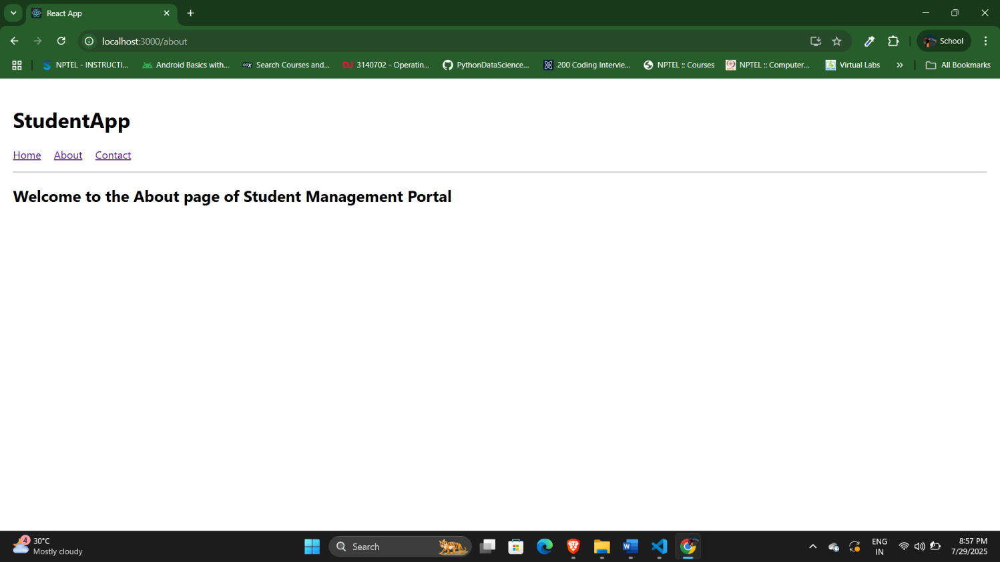 React App
localhost:3000/about
School
NPTEL - INSTRUCTI...
Android Basics with...
Search Courses and...
3140702 - Operatin...
PythonDataScience...
200 Coding Intervie...
NPTEL :: Courses
NPTEL :: Computer...
Virtual Labs
All Bookmarks
StudentApp
Home About Contact
Welcome to the About page of Student Management Portal
4
30°C
Mostly cloudy
Search
ENG
IN
8:57 PM
7/29/2025